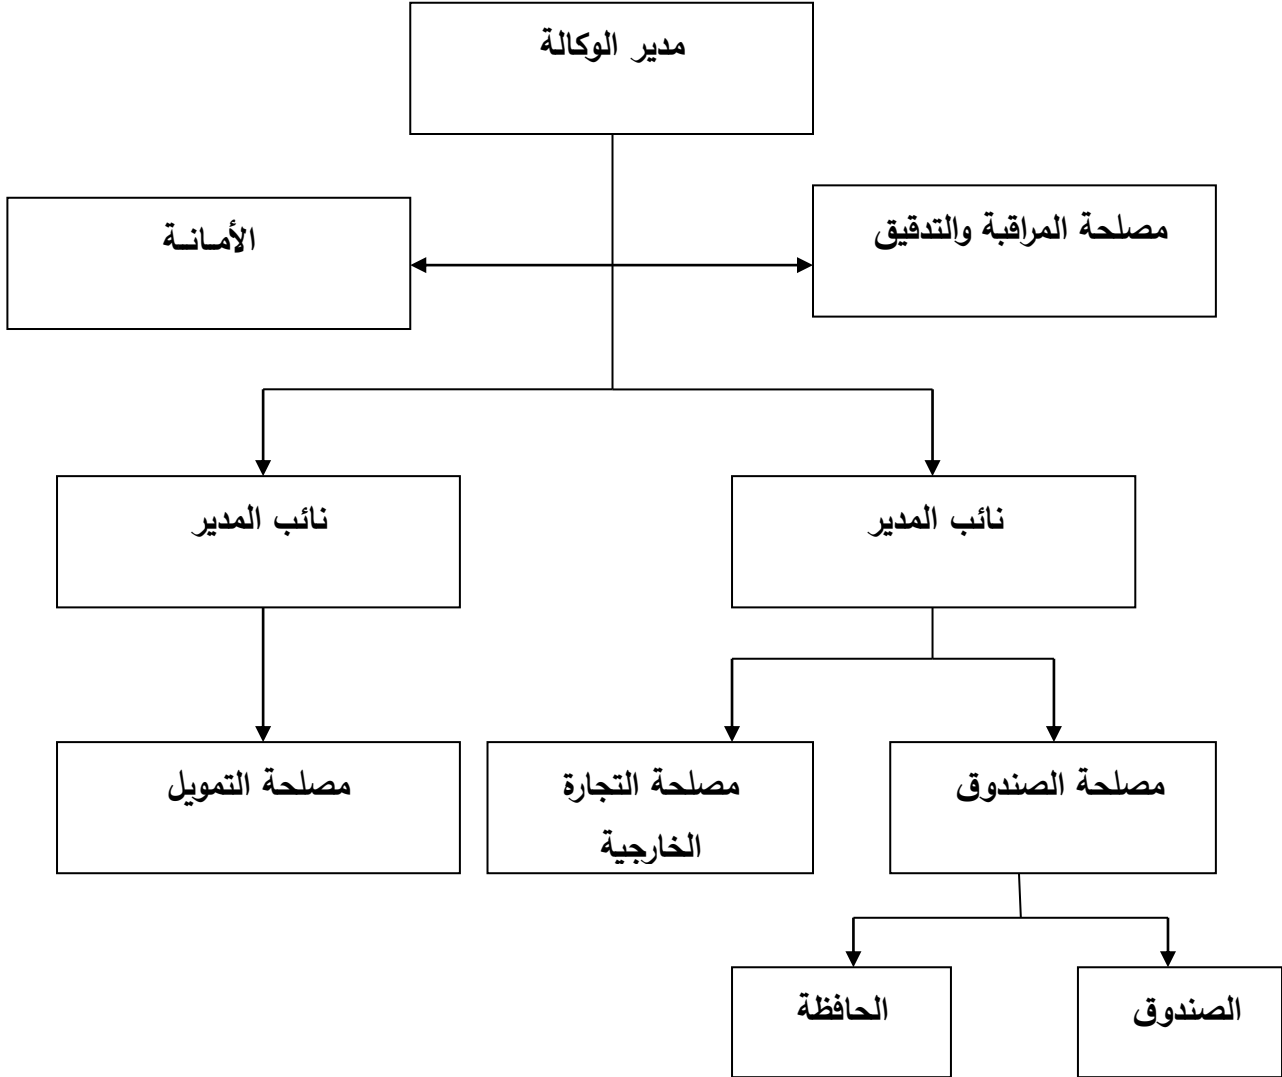 مدير الوكالة
مصلحة المراقبة والتدقيق
الأمـانـة
نائب المدير
نائب المدير
مصلحة الصندوق
مصلحة التجارة
الخارجية
مصلحة التمويل
الصندوق
الحافظة